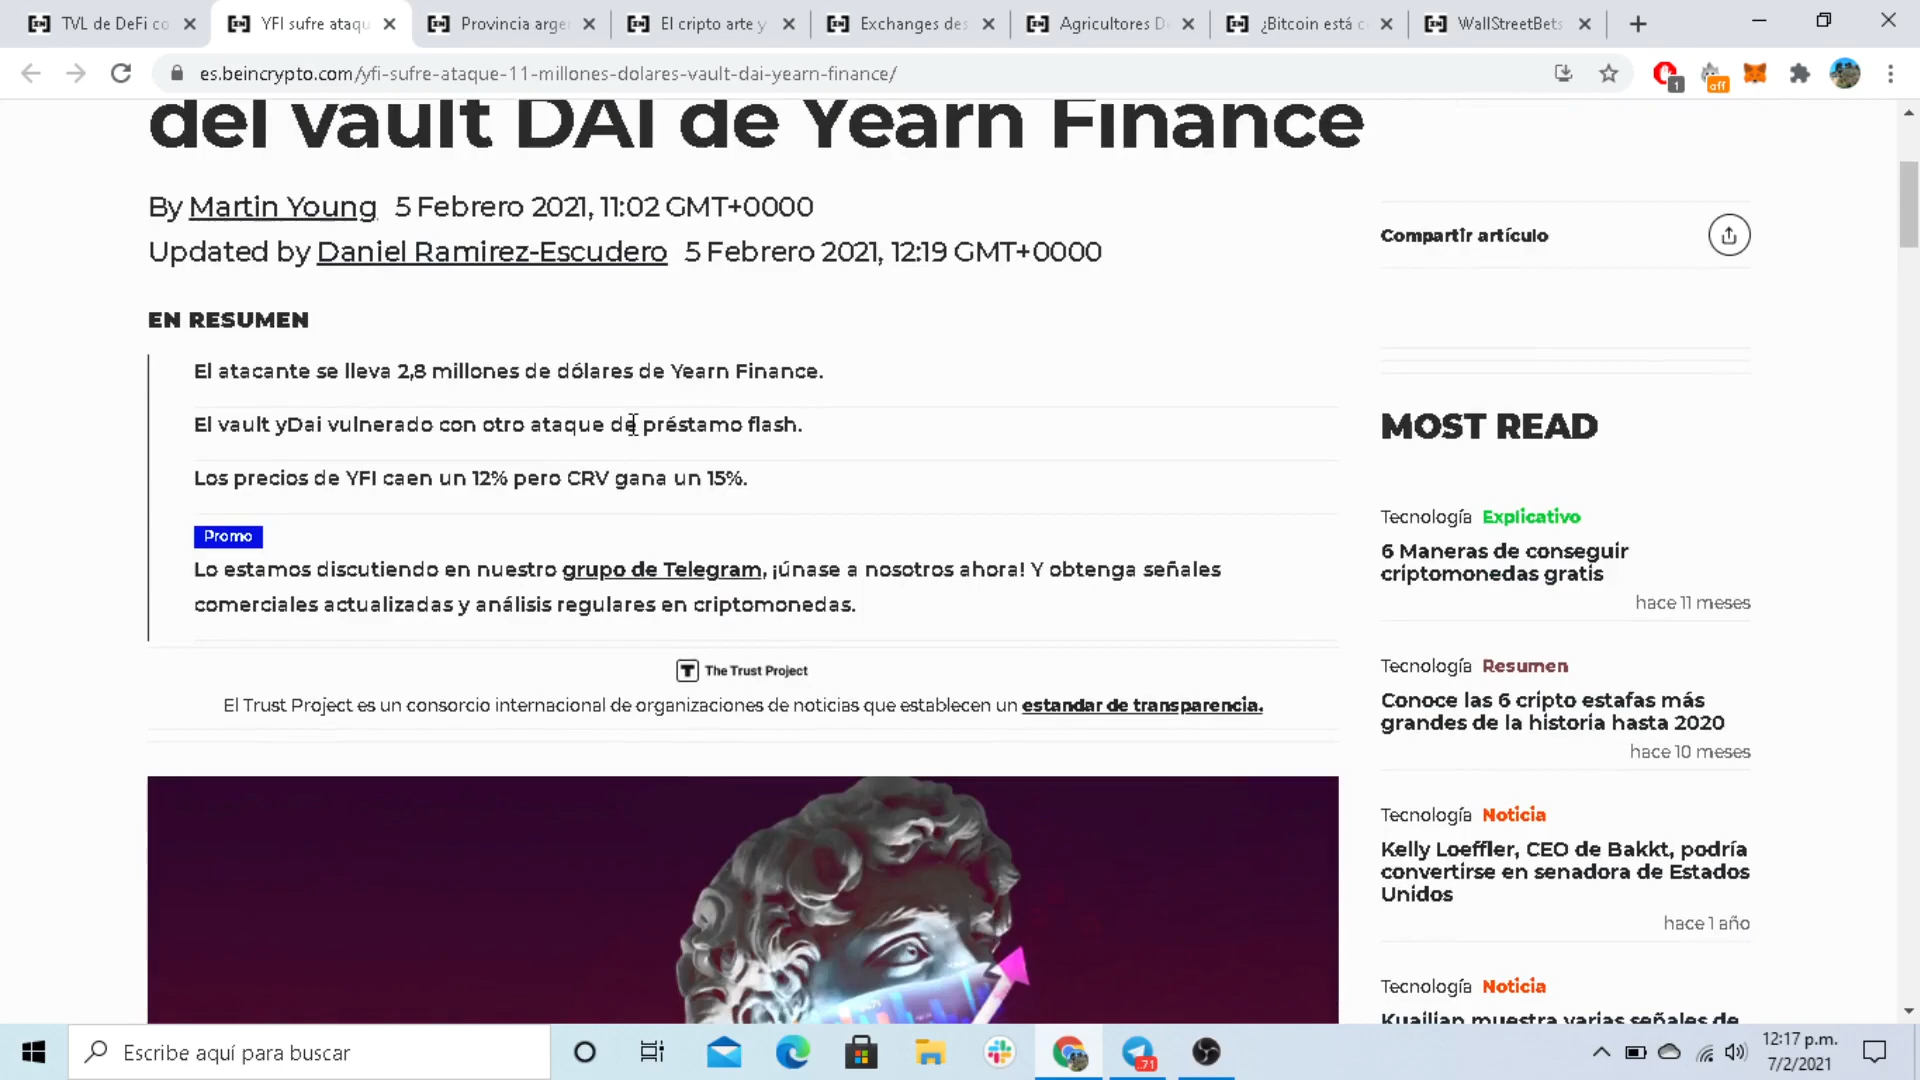 TVL de DeFi co
YFI sufre ataqu
Provincia arge
El cripto arte y
Exchanges des
Agricultores D
¿Bitcoin está c
WallStreetBets
es.beincrypto.com/yfi-sufre-ataque-11-millones-dolares-vault-dai-yearn-finance/
1
off
del vault DAI de Yearn Finance
By Martin Young 5 Febrero 2021, 11:02 GMT+0000
Updated by Daniel Ramirez-Escudero 5 Febrero 2021, 12:19 GMT+0000
EN RESUMEN
El atacante se lleva 2,8 millones de dólares de Yearn Finance.
El vault yDai vulnerado con otro ataque de préstamo flash.
Los precios de YFI caen un 12% pero CRV gana un 15%.
Promo
Lo estamos discutiendo en nuestro grupo de Telegram, ¡únase a nosotros ahora! Y obtenga señales
comerciales actualizadas y análisis regulares en criptomonedas.
The Trust Project
El Trust Project es un consorcio internacional de organizaciones de noticias que establecen un estandar de transparencia.
Compartir artículo
MOST READ
Tecnología Explicativo
6 Maneras de conseguir
criptomonedas gratis
hace 11 meses
Tecnología Resumen
Conoce las 6 cripto estafas más
grandes de la historia hasta 2020
hace 10 meses
Tecnología Noticia
Kelly Loeffler, CEO de Bakkt, podría
convertirse en senadora de Estados
Unidos
hace 1 año
Tecnología Noticia
Kuailian muestra varias señales de
Escribe aquí para buscar
71
12:17 p.m.
7/2/2021